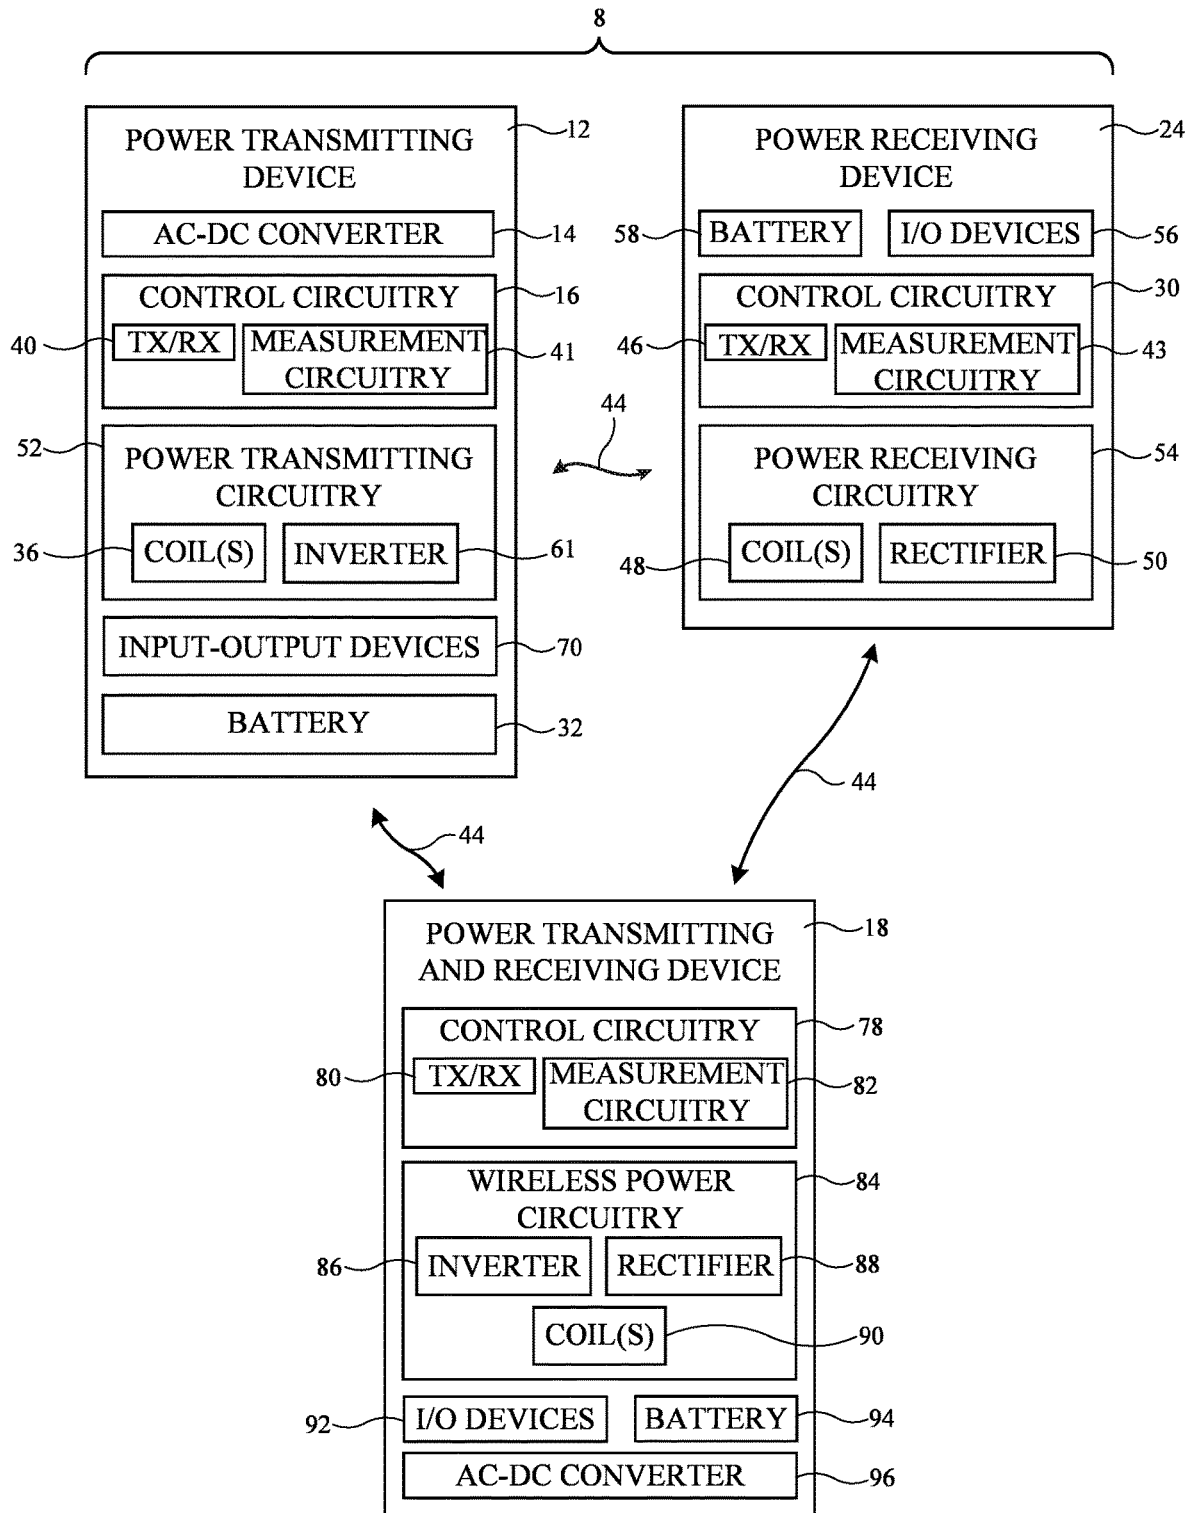 8
POWER TRANSMITTING
DEVICE
12
AC-DC CONVERTER
14
CONTROL CIRCUITRY
16
40
TX/RX
MEASUREMENT
CIRCUITRY
41
52
POWER TRANSMITTING
CIRCUITRY
36
COIL(S)
INVERTER
61
INPUT-OUTPUT DEVICES
70
BATTERY
32
44
POWER RECEIVING
DEVICE
24
58
BATTERY
I/O DEVICES
56
CONTROL CIRCUITRY
30
46
TX/RX
MEASUREMENT
CIRCUITRY
43
POWER RECEIVING
CIRCUITRY
54
48
COIL(S)
RECTIFIER
50
44
44
POWER TRANSMITTING
AND RECEIVING DEVICE
18
CONTROL CIRCUITRY
78
80
TX/RX
MEASUREMENT
CIRCUITRY
82
WIRELESS POWER
CIRCUITRY
84
86
INVERTER
RECTIFIER
88
COIL(S)
90
92
I/O DEVICES
BATTERY
94
AC-DC CONVERTER
96